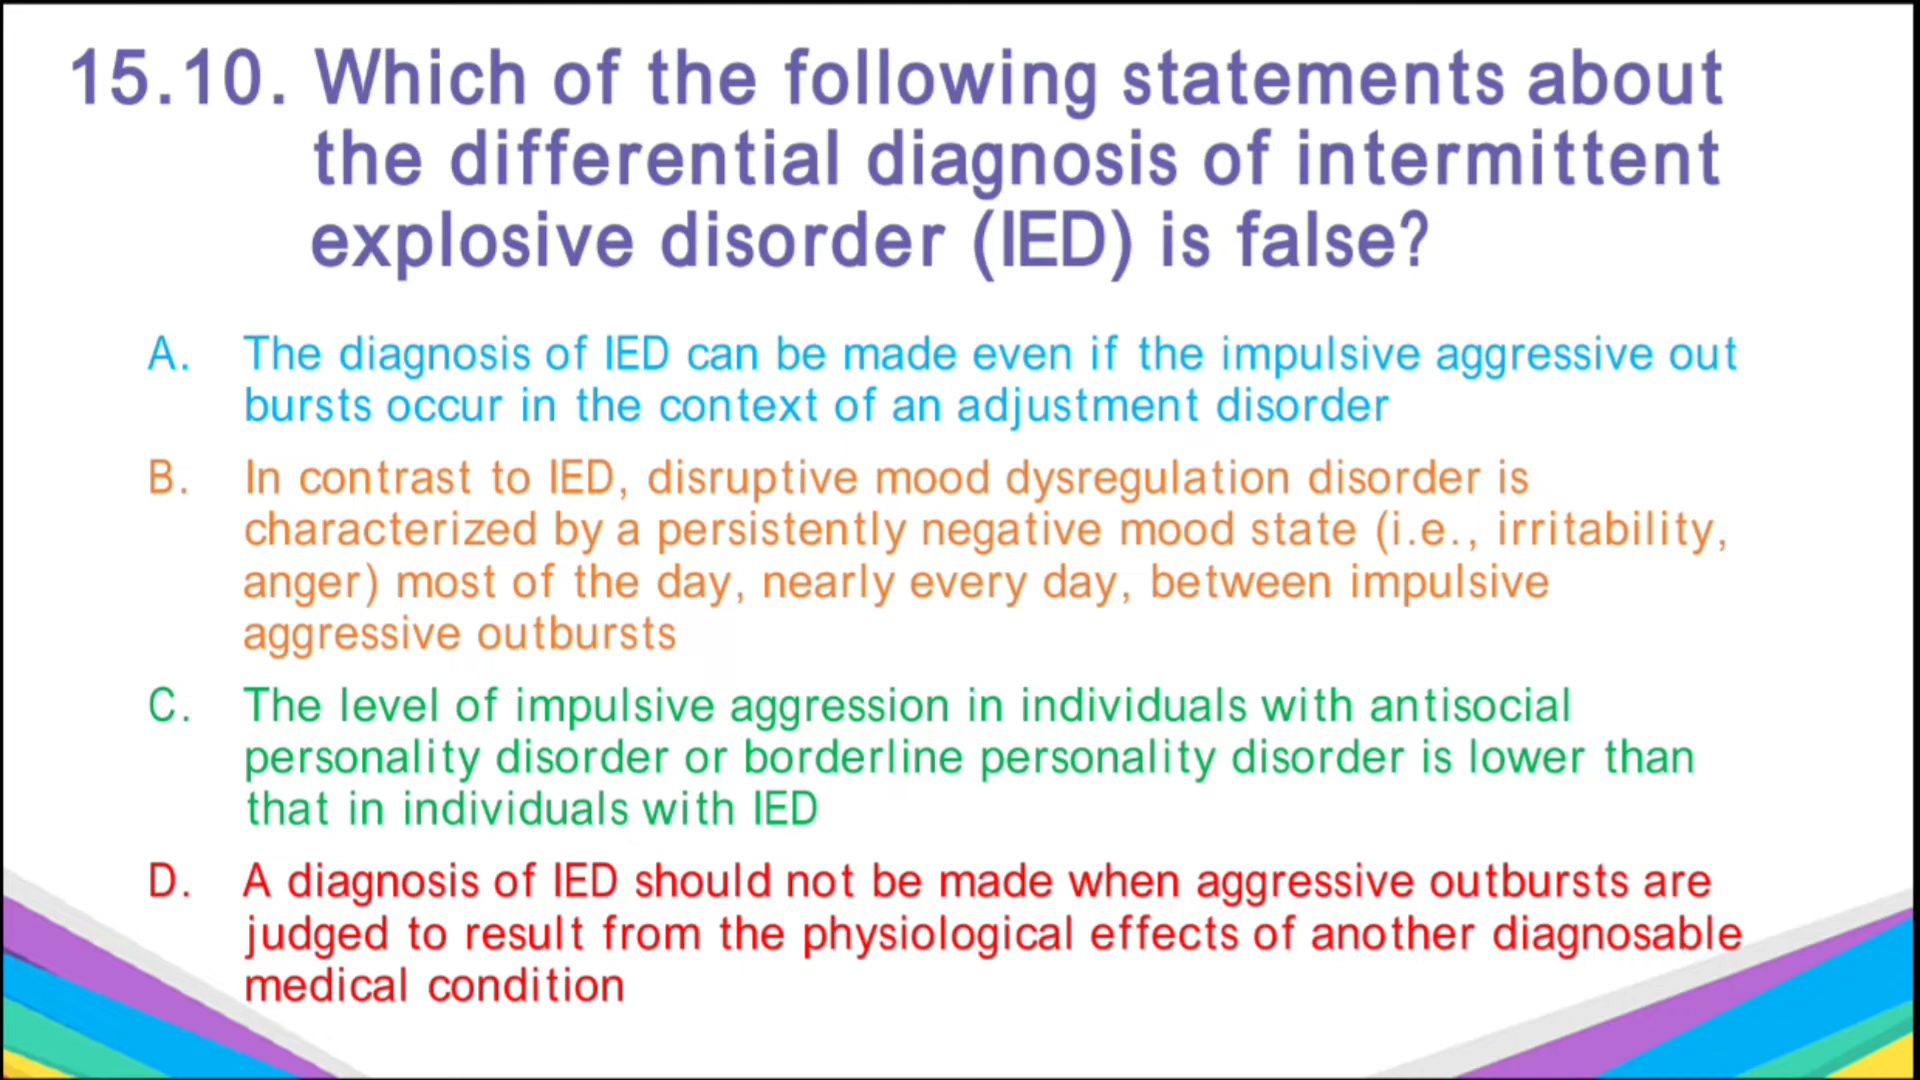 15.10. Which of the following statements about
the differential diagnosis of intermittent
explosive disorder (IED) is false?
A. The diagnosis of IED can be made even if the impulsive aggressive out
bursts occur in the context of an adjustment disorder
B. In contrast to IED, disruptive mood dysregulation disorder is
characterized by a persistently negative mood state (i.e., irritability,
anger) most of the day, nearly every day, between impulsive
aggressive outbursts
C. The level of impulsive aggression in individuals with antisocial
personality disorder or borderline personality disorder is lower than
that in individuals with IED
D. A diagnosis of IED should not be made when aggressive outbursts are
judged to result from the physiological effects of another diagnosable
medical condition